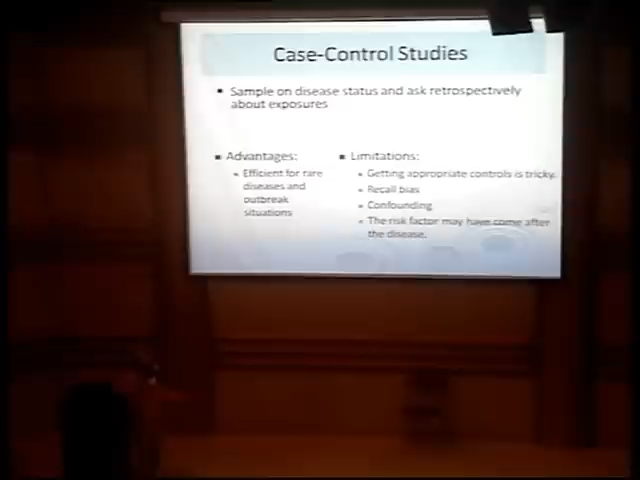 Case-Control Studies
Sample on disease status and ask retrospectively
about exposures
Advantages:
Efficient for rare
diseases and
outbreak
situations
Limitations:
Getting appropriate controls is tricky.
Recall bias
Confounding
The risk factor may have come after
the disease.